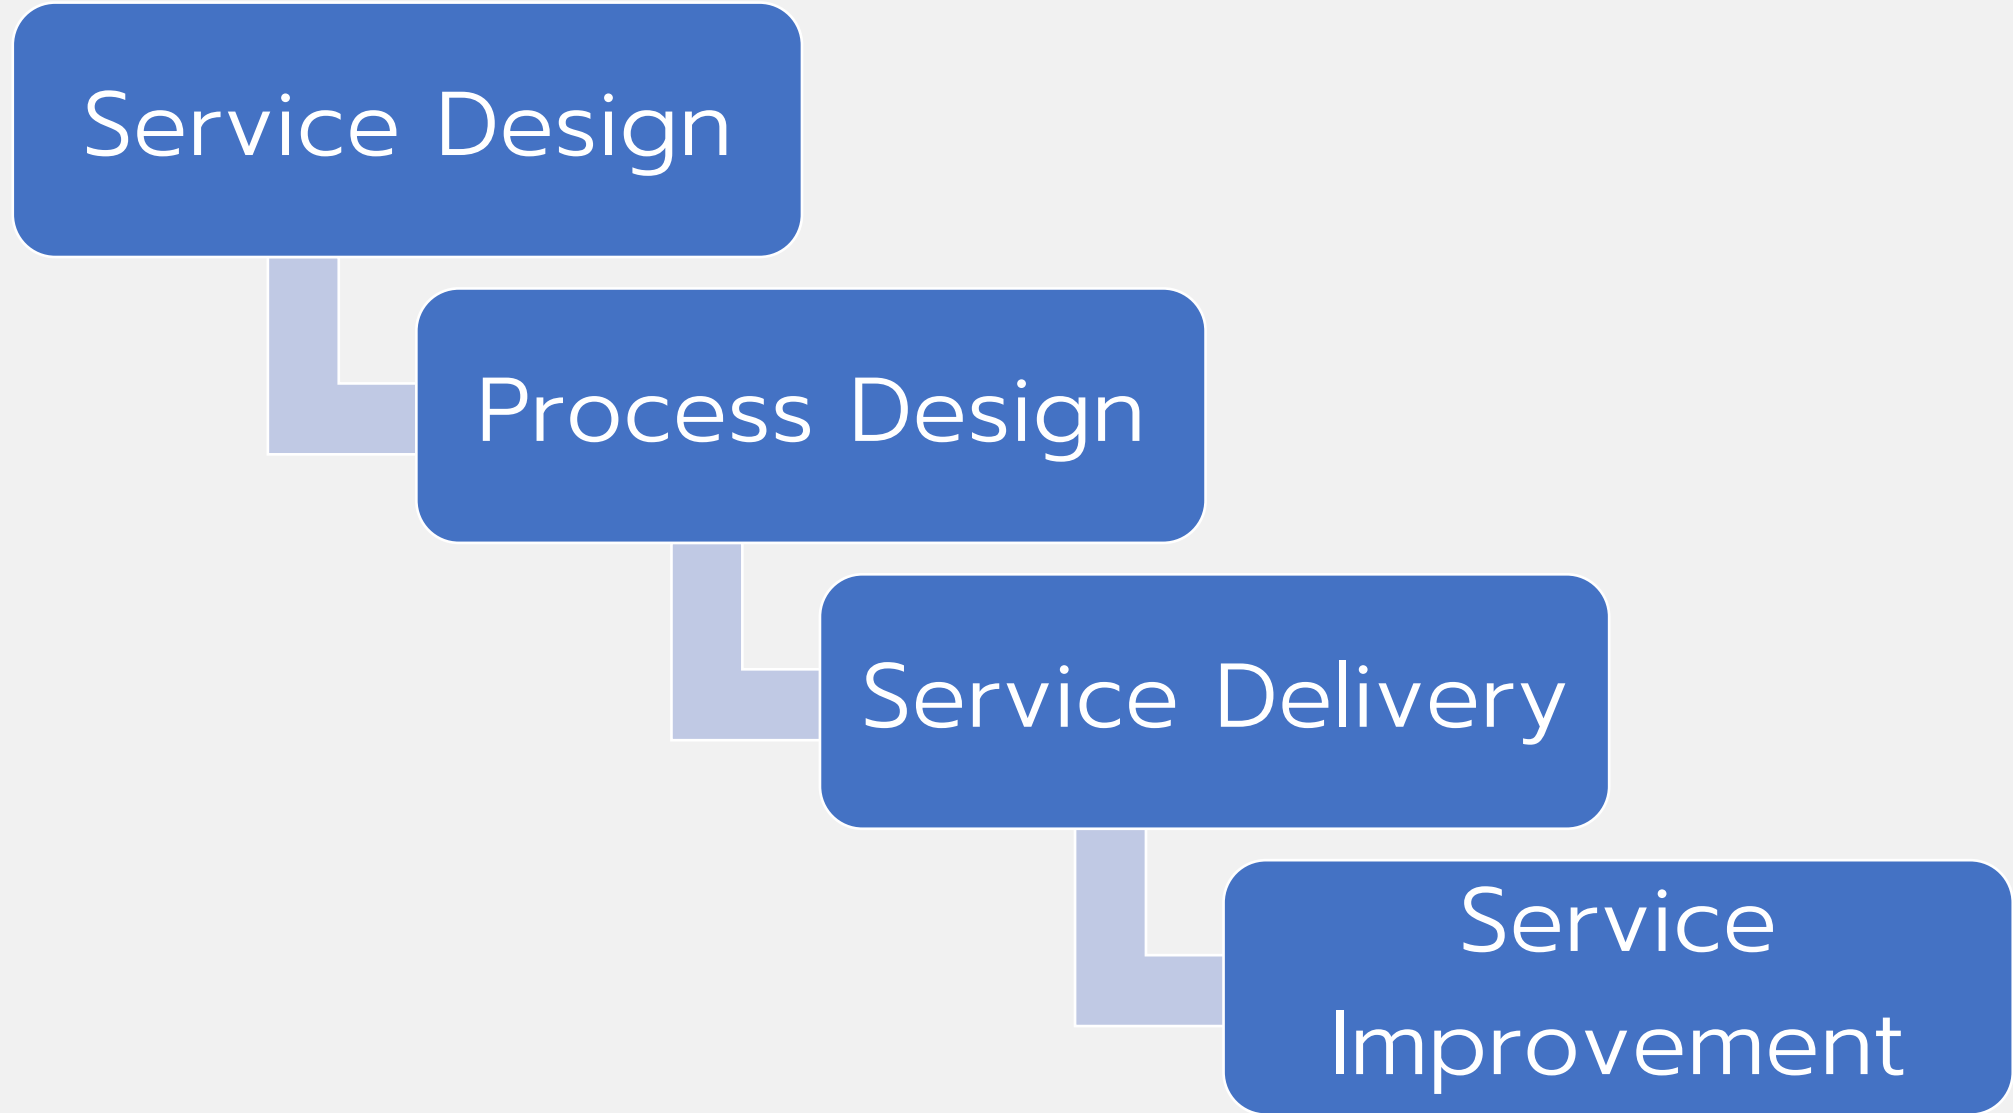 Service Design
Process Design
Service Delivery
Service
Improvement